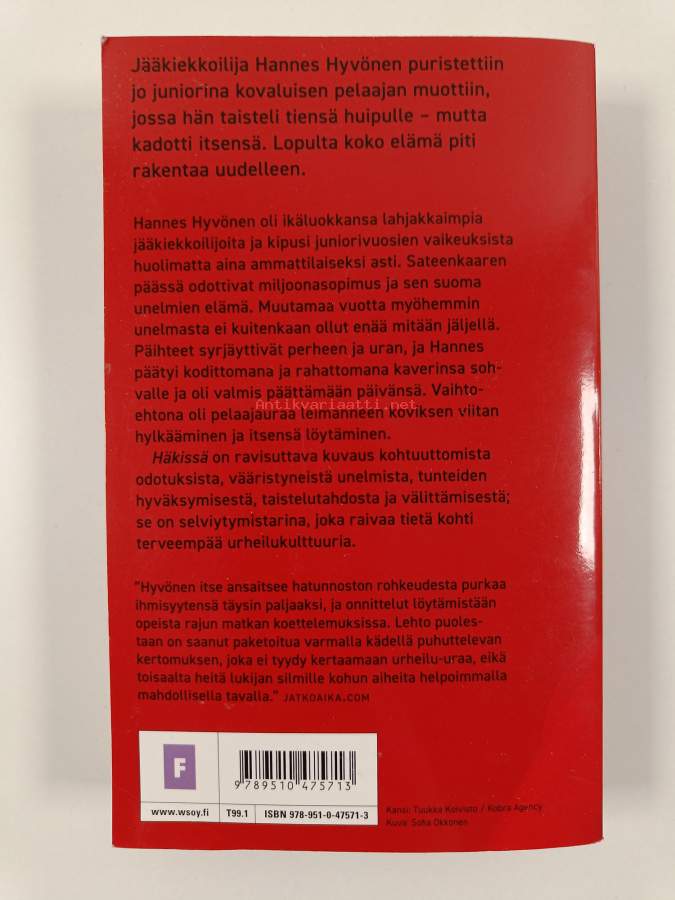 Jääkiekkoilija Hannes Hyvönen puristettiin
jo juniorina kovaluisen pelaajan muottiin,
jossa hän taisteli tiensä huipulle – mutta
kadotti itsensä. Lopulta koko elämä piti
rakentaa uudelleen.
Hannes Hyvönen oli ikäluokkansa lahjakkaimpia
jääkiekkoilijoita ja kipusi juniorivuosien vaikeuksista
huolimatta aina ammattilaiseksi asti. Sateenkaaren
päässä odottivat miljoonasopimus ja sen suoma
unelmien elämä. Muutamaa vuotta myöhemmin
unelmasta ei kuitenkaan ollut enää mitään jäljellä.
Päihteet syrjäyttivät perheen ja uran, ja Hannes
päätyi kodittomana ja rahattomana kaverinsa soh-
valle ja oli valmis päättämään päivänsä. Vaihto-
Antikvariaatti.net
ehtona oli pelaajauraa leimanneen koviksen viitan
hylkääminen ja itsensä löytäminen.
Häkissä on ravisuttava kuvaus kohtuuttomista
odotuksista, vääristyneistä unelmista, tunteiden
hyväksymisestä, taistelutahdosta ja välittämisestä;
se on selviytymistarina, joka raivaa tietä kohti
terveempää urheilukulttuuria.
"Hyvönen itse ansaitsee hatunnoston rohkeudesta purkaa
ihmisyytensä täysin paljaaksi, ja onnittelut löytämistään
opeista rajun matkan koettelemuksissa. Lehto puoles-
taan on saanut paketoitua varmalla kädellä puhuttelevan
kertomuksen, joka ei tyydy kertaamaan urheilu-uraa, eikä
toisaalta heitä lukijan silmille kohun aiheita helpoimmalla
mahdollisella tavalla." JATKOAIKA.COM
F
9789510475713
www.wsoy.fi
T99.1
ISBN 978-951-0-47571-3
Kansi: Tuukka Koivisto / Kobra Agency
Kuva: Sofia Okkonen